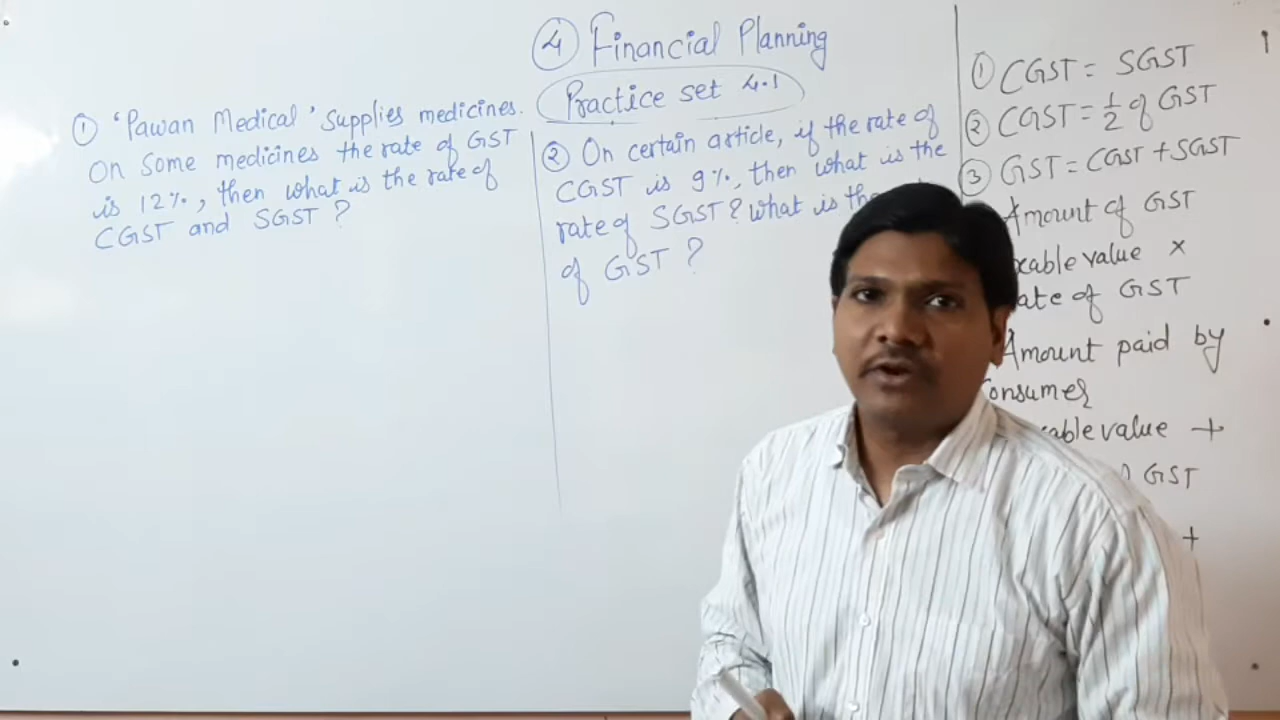 ④ Financial Planning
Practice set 4.1
① 'Pawan Medical' supplies medicines.
On some medicines the rate of GST
is 12%, then what is the rate of
CGST and SGST ?
② On certain article, if the rate of
CGST is 9%, then what is the
rate of SGST? what is the
of GST ?
① CGST = SGST
② CGST = 1/2 of GST
③ GST = CGST + SGST
Amount of GST
value ×
of GST
Amount paid by
consumer
value +
GST
+